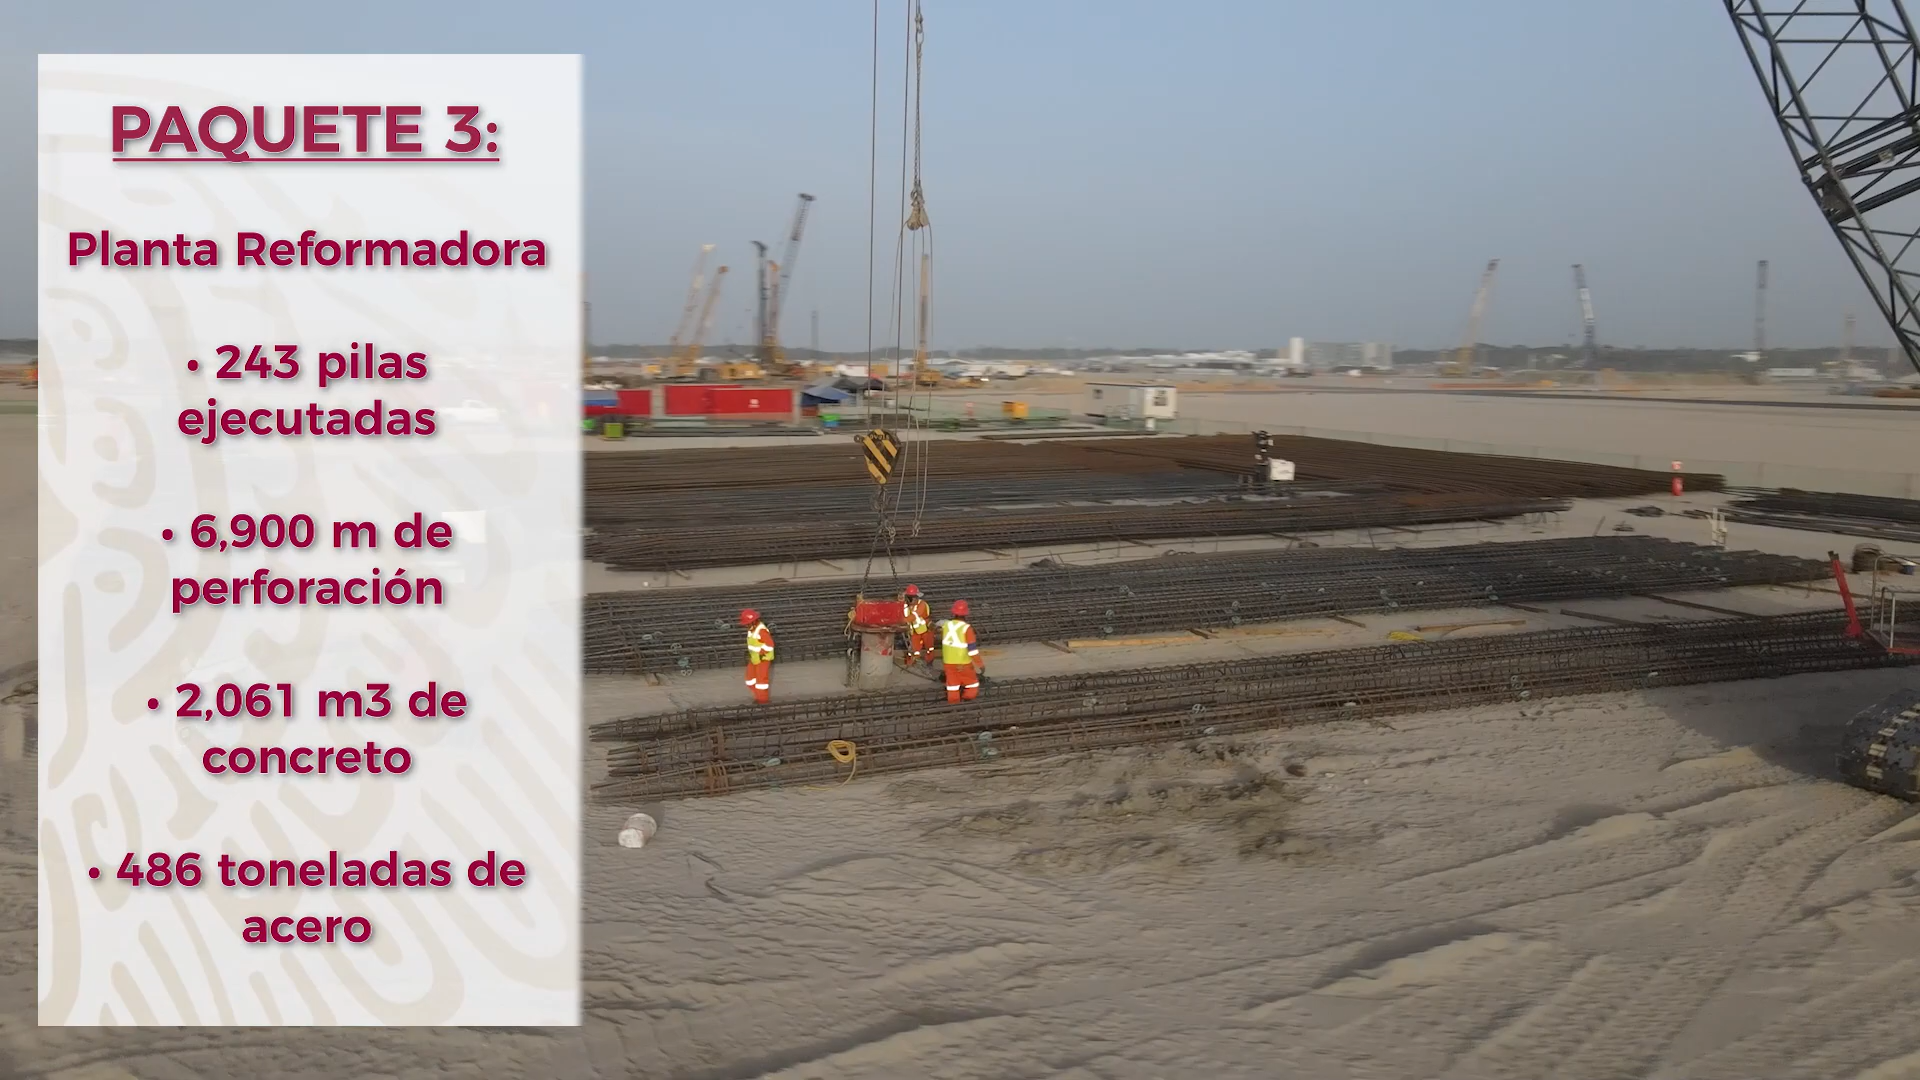 PAQUETE 3:
Planta Reformadora
• 243 pilas
ejecutadas
• 6,900 m de
perforación
• 2,061 m3 de
concreto
• 486 toneladas de
acero